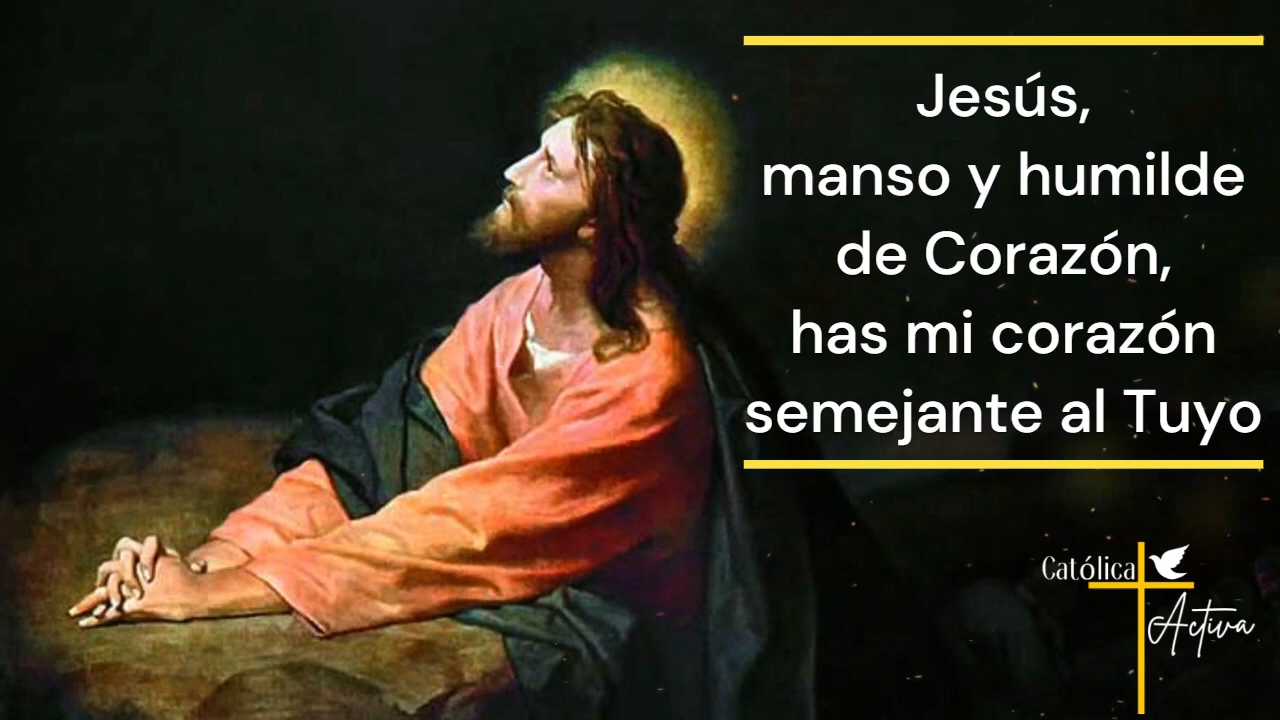 Jesús,
manso y humilde
de Corazón,
has mi corazón
semejante al Tuyo
Católica
Activa